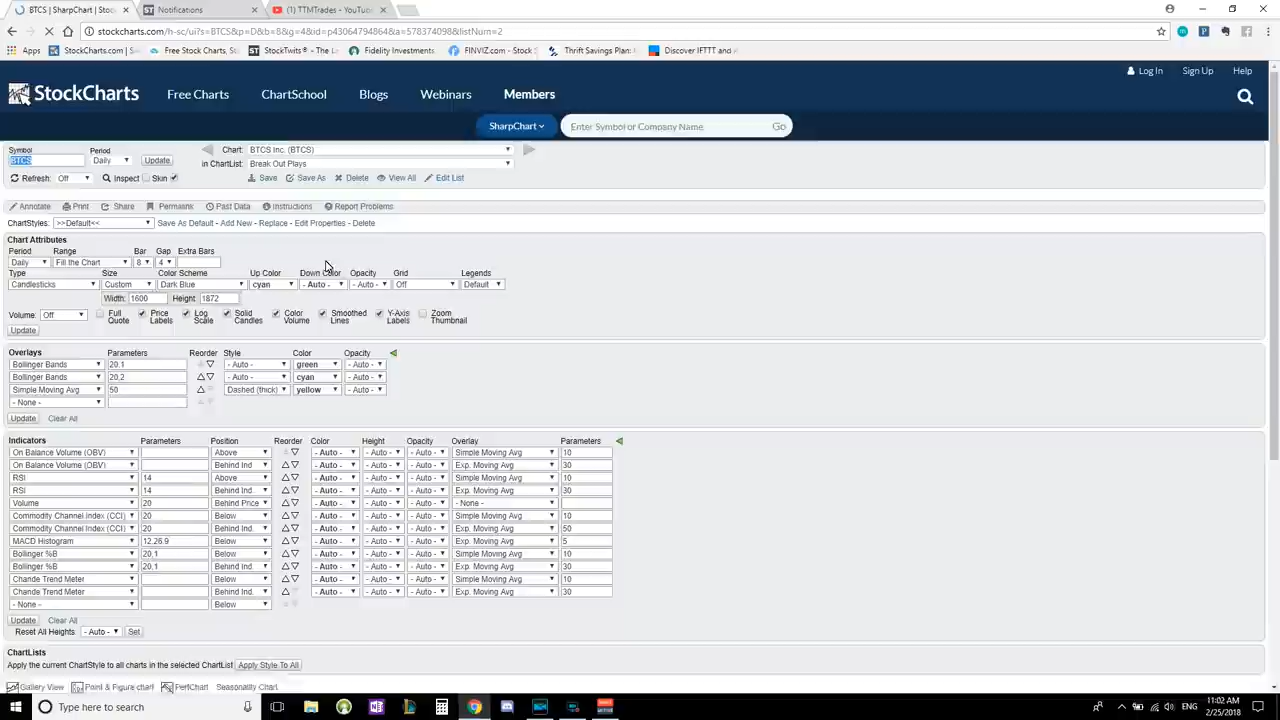 BTCS | SharpChart | Stock
Notifications
(1) TTMTrades - YouTube
stockcharts.com/h-sc/ui?s=BTCS&p=D&b=8&g=4&id=p43064794864&a=578374098&listNum=2
Apps StockCharts.com | Free Stock Charts, St StockTwits® - The L Fidelity Investments FINVIZ.com - Stock S Thrift Savings Plan: Discover IFTTT and A
Log In Sign Up Help
StockCharts Free Charts ChartSchool Blogs Webinars Members
SharpChart Enter Symbol or Company Name Go
Symbol Period Chart: BTCS Inc. (BTCS)
BTCS Daily Update in ChartList: Break Out Plays
Refresh: Off Inspect Skin Save Save As Delete View All Edit List
Annotate Print Share Permalink Past Data Instructions Report Problems
ChartStyles: >>Default<< Save As Default - Add New - Replace - Edit Properties - Delete
Chart Attributes
Period Range Bar Gap Extra Bars
Daily Fill the Chart 8 4
Type Size Color Scheme Up Color Down Color Opacity Grid Legends
Candlesticks Custom Dark Blue cyan - Auto - - Auto - Off Default
Width: 1600 Height: 1872
Volume: Off Full Quote Price Labels Log Scale Solid Candles Color Volume Smoothed Lines Y-Axis Labels Zoom Thumbnail
Update
Overlays Parameters Reorder Style Color Opacity
Bollinger Bands 20,1 - Auto - green - Auto -
Bollinger Bands 20,2 - Auto - cyan - Auto -
Simple Moving Avg 50 Dashed (thick) yellow - Auto -
- None -
Update Clear All
Indicators Parameters Position Reorder Color Height Opacity Overlay Parameters
On Balance Volume (OBV) Above - Auto - - Auto - - Auto - Simple Moving Avg 10
On Balance Volume (OBV) Behind Ind. - Auto - - Auto - - Auto - Exp. Moving Avg 30
RSI 14 Above - Auto - - Auto - - Auto - Simple Moving Avg 10
RSI 14 Behind Ind. - Auto - - Auto - - Auto - Exp. Moving Avg 30
Volume 20 Behind Price - Auto - - Auto - - Auto - - None -
Commodity Channel Index (CCI) 20 Below - Auto - - Auto - - Auto - Simple Moving Avg 10
Commodity Channel Index (CCI) 20 Behind Ind. - Auto - - Auto - - Auto - Exp. Moving Avg 50
MACD Histogram 12,26,9 Below - Auto - - Auto - - Auto - Exp. Moving Avg 5
Bollinger %B 20,1 Below - Auto - - Auto - - Auto - Simple Moving Avg 10
Bollinger %B 20,1 Behind Ind. - Auto - - Auto - - Auto - Exp. Moving Avg 30
Chande Trend Meter Below - Auto - - Auto - - Auto - Simple Moving Avg 10
Chande Trend Meter Behind Ind. - Auto - - Auto - - Auto - Exp. Moving Avg 30
- None - Below
Update Clear All
Reset All Heights: - Auto - Set
ChartLists
Apply the current ChartStyle to all charts in the selected ChartList Apply Style To All
Gallery View Point & Figure chart PerfChart Seasonality Chart
Type here to search
ENG
11:02 AM
2/25/2018